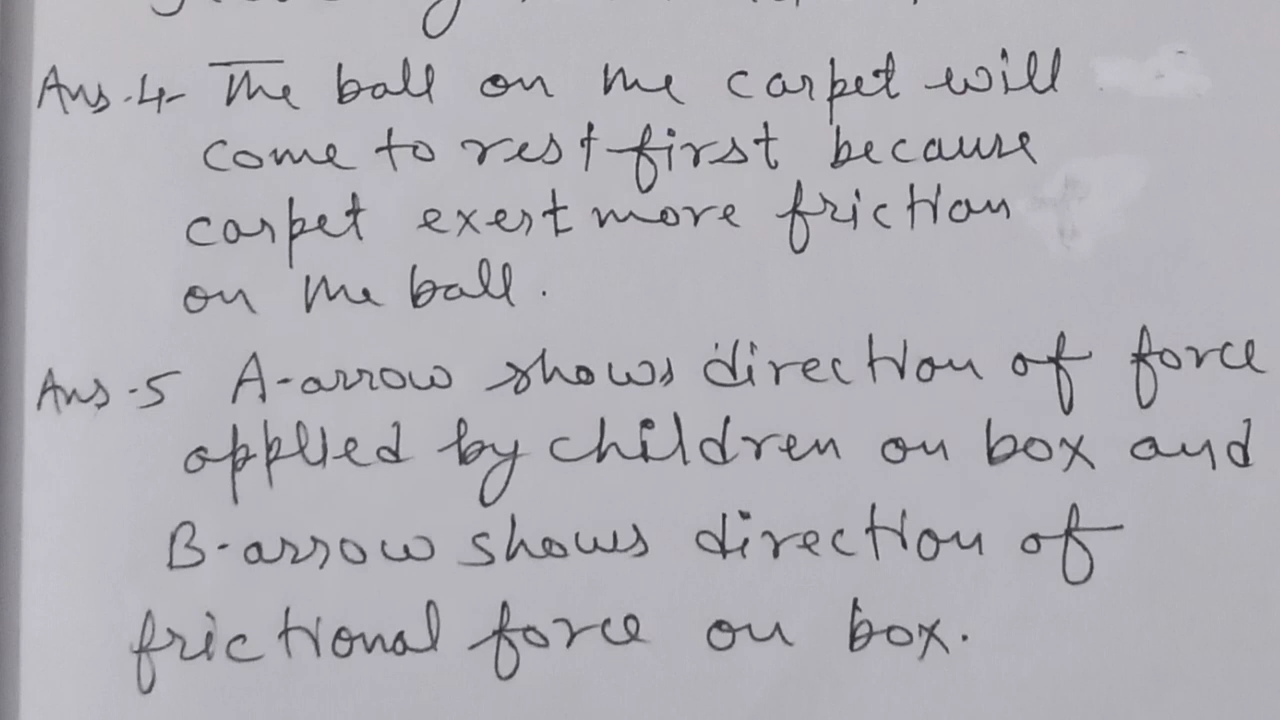 Ans.4- The ball on the carpet will
come to rest first because
carpet exert more friction
on the ball.
Ans.5 A-arrow shows direction of force
applied by children on box and
B-arrow shows direction of
frictional force on box.